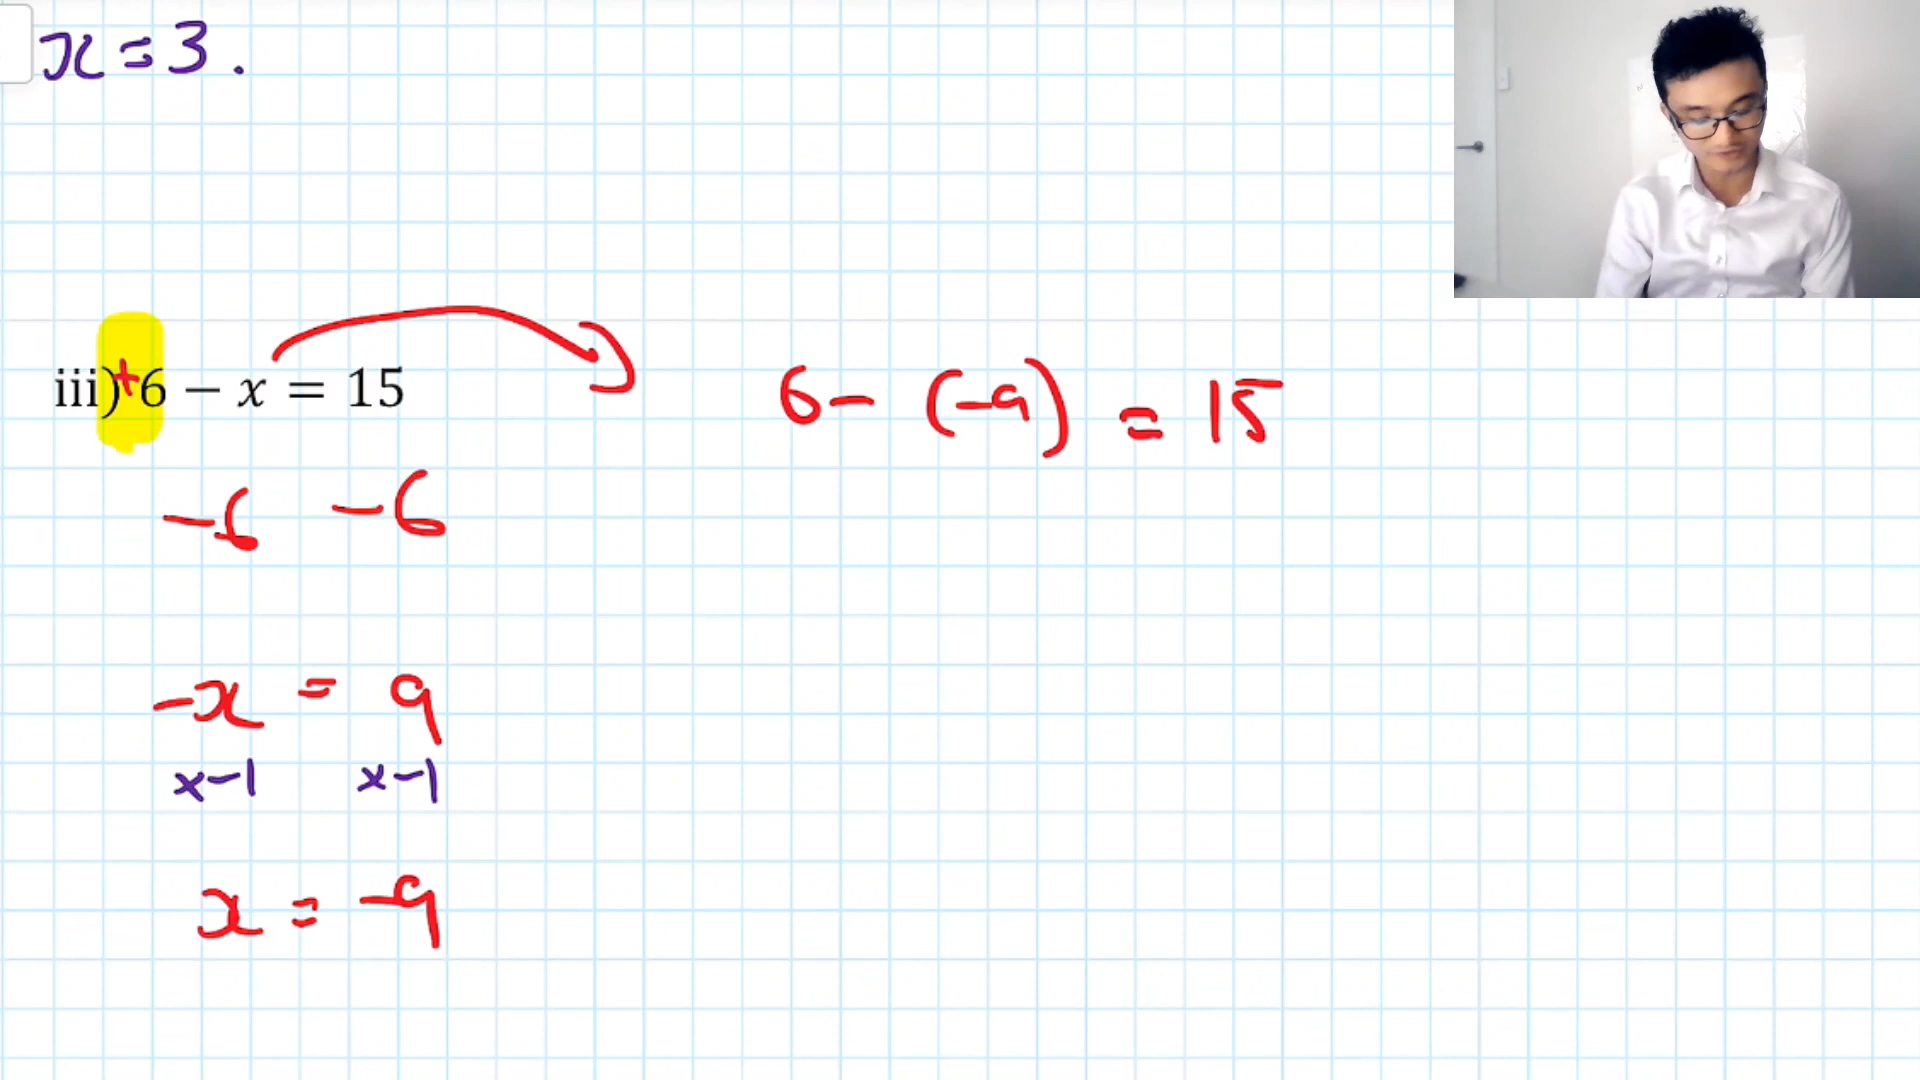 x = 3.
iii) +6 − x = 15
6 - (-9) = 15
-6 -6
-x = 9
x-1 x-1
x = -9